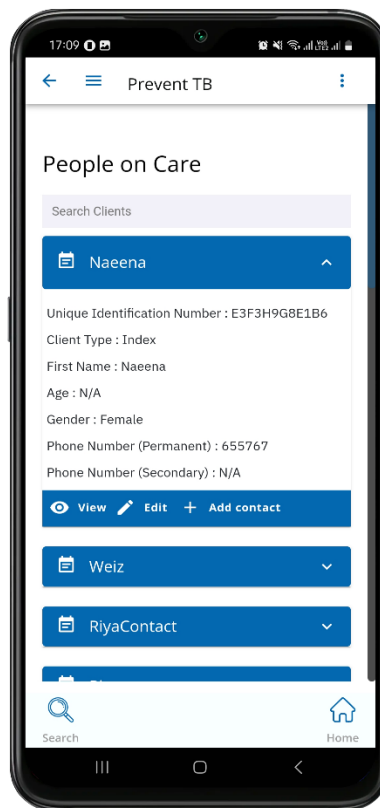 17:09
Prevent TB
People on Care
Search Clients
Naeena
Unique Identification Number : E3F3H9G8E1B6
Client Type : Index
First Name : Naeena
Age : N/A
Gender : Female
Phone Number (Permanent) : 655767
Phone Number (Secondary) : N/A
View Edit + Add contact
Weiz
RiyaContact
Search Home